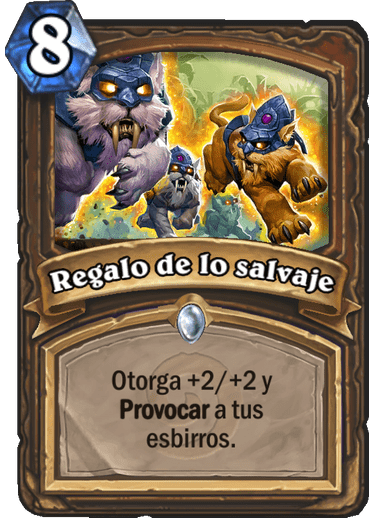 8
Regalo de lo salvaje
Otorga +2/+2 y
Provocar a tus
esbirros.